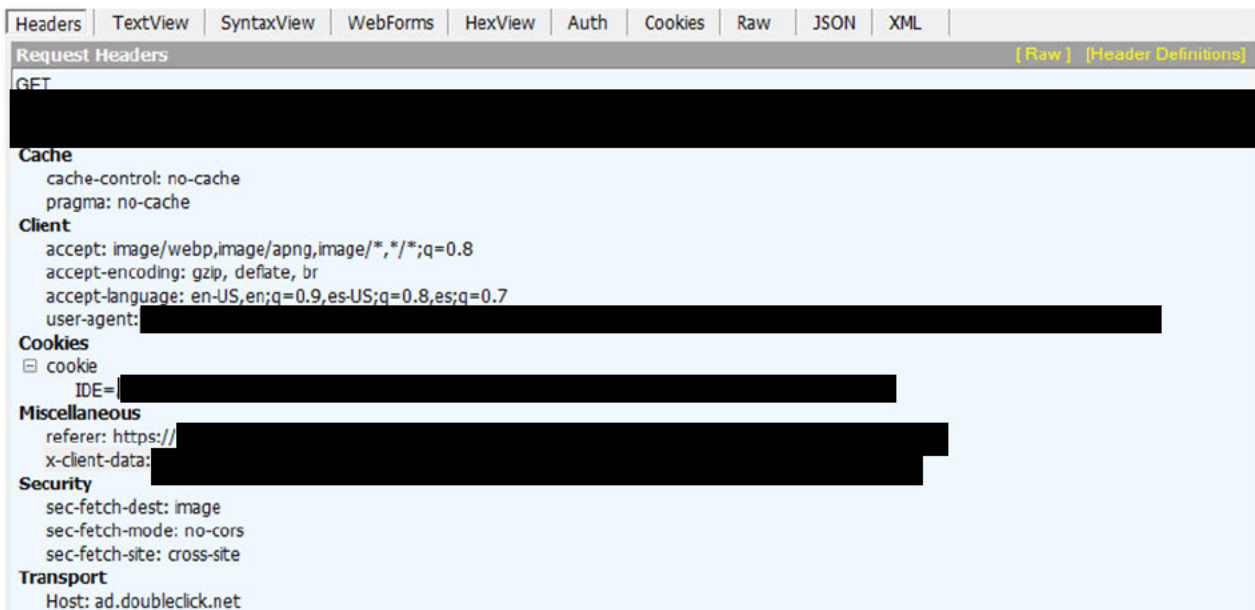 Headers TextView SyntaxView WebForms HexView Auth Cookies Raw JSON XML
Request Headers [ Raw ] [Header Definitions]
GET
Cache
cache-control: no-cache
pragma: no-cache
Client
accept: image/webp,image/apng,image/*,*/*;q=0.8
accept-encoding: gzip, deflate, br
accept-language: en-US,en;q=0.9,es-US;q=0.8,es;q=0.7
user-agent:
Cookies
cookie
IDE=
Miscellaneous
referer: https://
x-client-data:
Security
sec-fetch-dest: image
sec-fetch-mode: no-cors
sec-fetch-site: cross-site
Transport
Host: ad.doubleclick.net